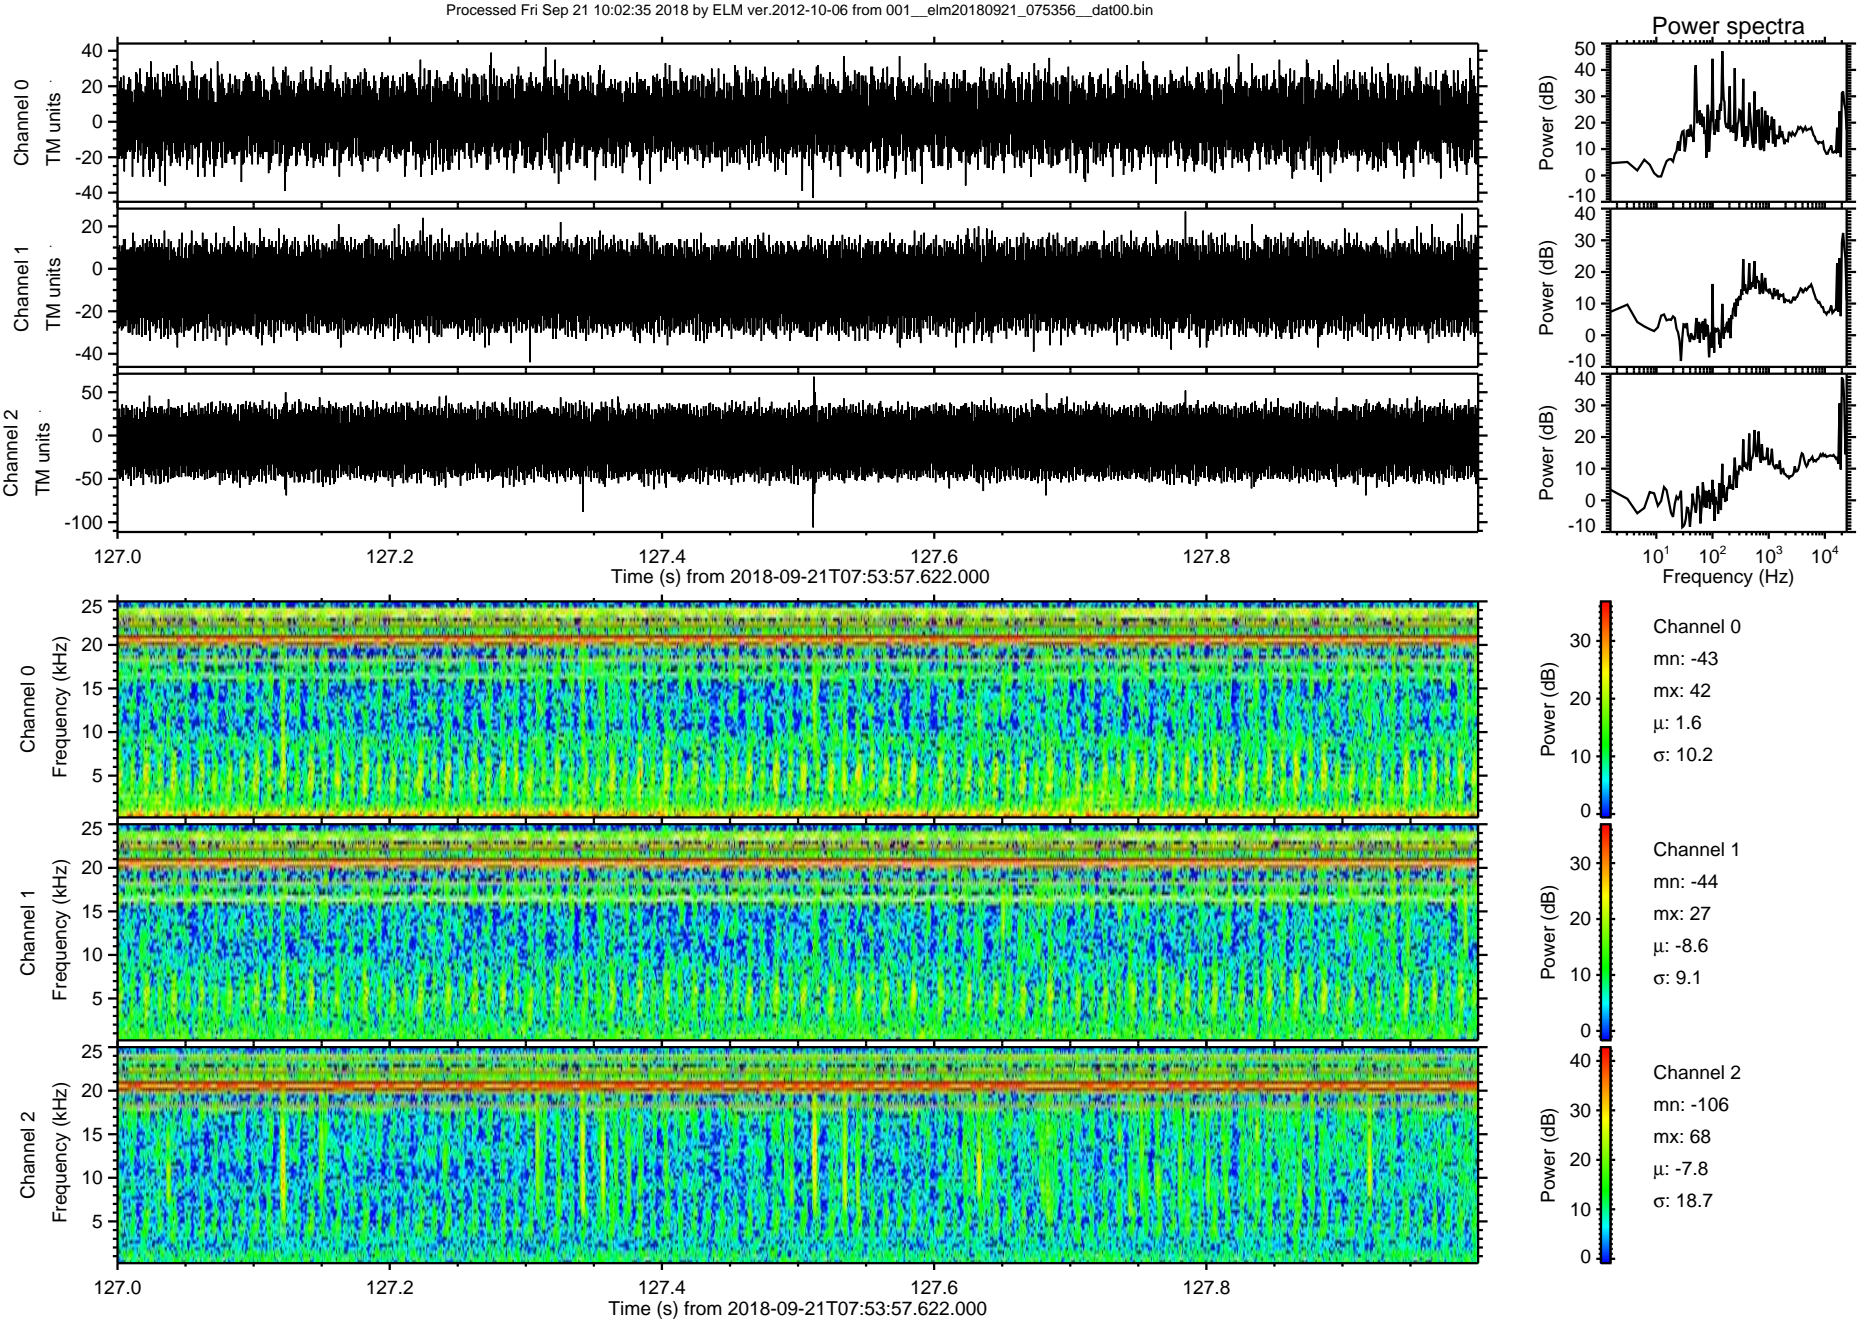 Processed Fri Sep 21 10:02:35 2018 by ELM ver.2012-10-06 from 001__elm20180921_075356__dat00.bin
Power spectra
Channel 0
TM units
40
20
0
-20
-40
Power (dB)
50
40
30
20
10
0
-10
Channel 1
TM units
20
0
-20
-40
Power (dB)
40
30
20
10
0
-10
Channel 2
TM units
50
0
-50
-100
Power (dB)
40
30
20
10
0
-10
127.0 127.2 127.4 127.6 127.8
Time (s) from 2018-09-21T07:53:57.622.000
10¹ 10² 10³ 10⁴
Frequency (Hz)
Channel 0
Frequency (kHz)
25
20
15
10
5
Power (dB)
30
20
10
0
Channel 0
mn: -43
mx: 42
μ: 1.6
σ: 10.2
Channel 1
Frequency (kHz)
25
20
15
10
5
Power (dB)
30
20
10
0
Channel 1
mn: -44
mx: 27
μ: -8.6
σ: 9.1
Channel 2
Frequency (kHz)
25
20
15
10
5
Power (dB)
40
30
20
10
0
Channel 2
mn: -106
mx: 68
μ: -7.8
σ: 18.7
127.0 127.2 127.4 127.6 127.8
Time (s) from 2018-09-21T07:53:57.622.000